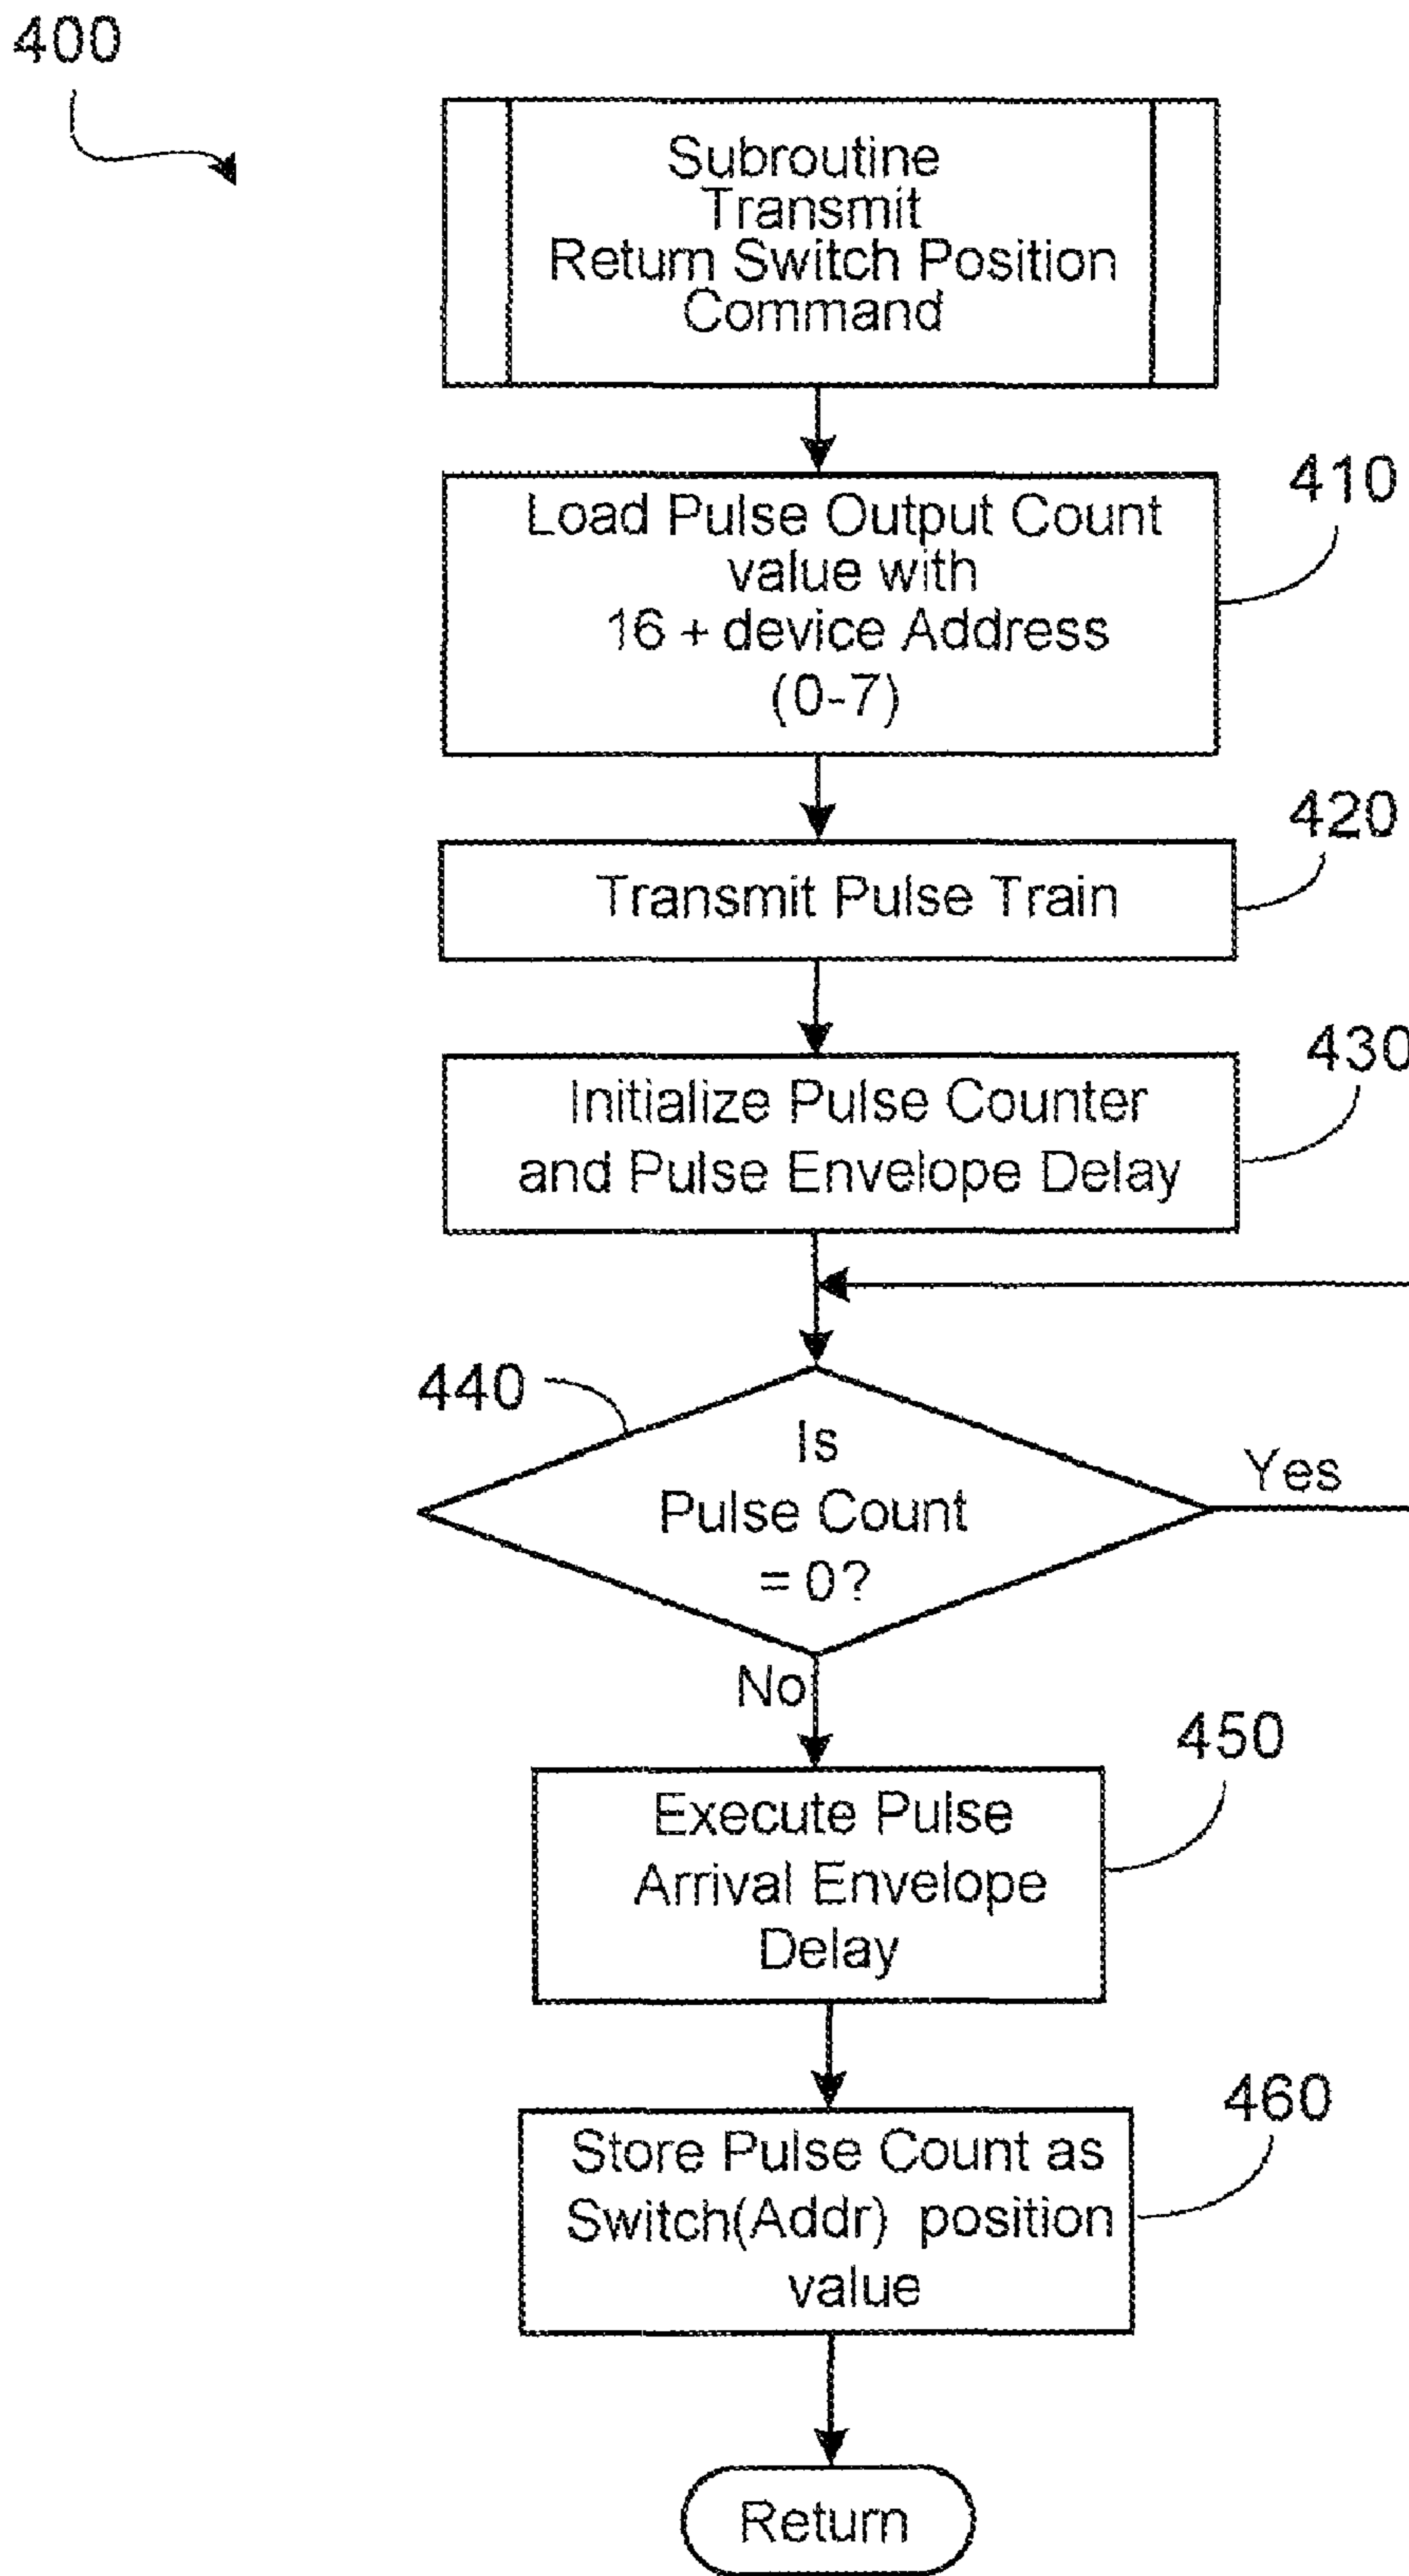 400
Subroutine
Transmit
Return Switch Position
Command
410
Load Pulse Output Count
value with
16 + device Address
(0-7)
420
Transmit Pulse Train
430
Initialize Pulse Counter
and Pulse Envelope Delay
440
Is
Pulse Count
= 0?
Yes
No
450
Execute Pulse
Arrival Envelope
Delay
460
Store Pulse Count as
Switch(Addr) position
value
Return